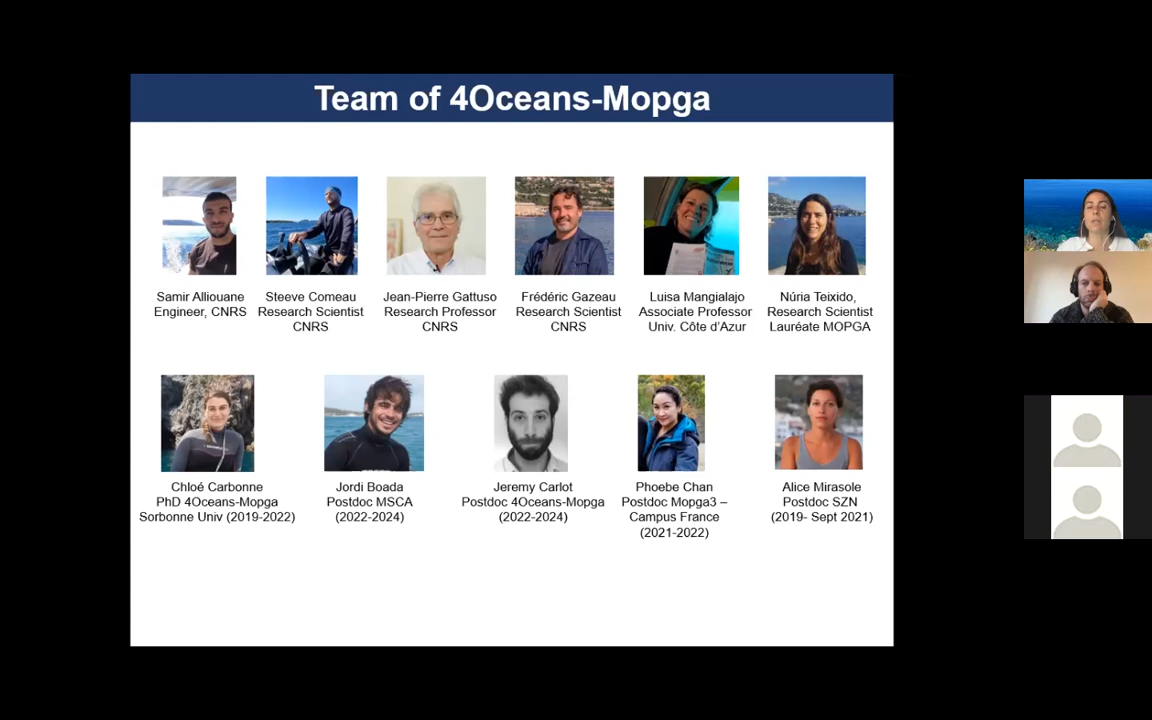 Team of 4Oceans-Mopga
Samir Alliouane
Engineer, CNRS
Steeve Comeau
Research Scientist
CNRS
Jean-Pierre Gattuso
Research Professor
CNRS
Frédéric Gazeau
Research Scientist
CNRS
Luisa Mangialajo
Associate Professor
Univ. Côte d'Azur
Núria Teixido,
Research Scientist
Lauréate MOPGA
Chloé Carbonne
PhD 4Oceans-Mopga
Sorbonne Univ (2019-2022)
Jordi Boada
Postdoc MSCA
(2022-2024)
Jeremy Carlot
Postdoc 4Oceans-Mopga
(2022-2024)
Phoebe Chan
Postdoc Mopga3 –
Campus France
(2021-2022)
Alice Mirasole
Postdoc SZN
(2019- Sept 2021)